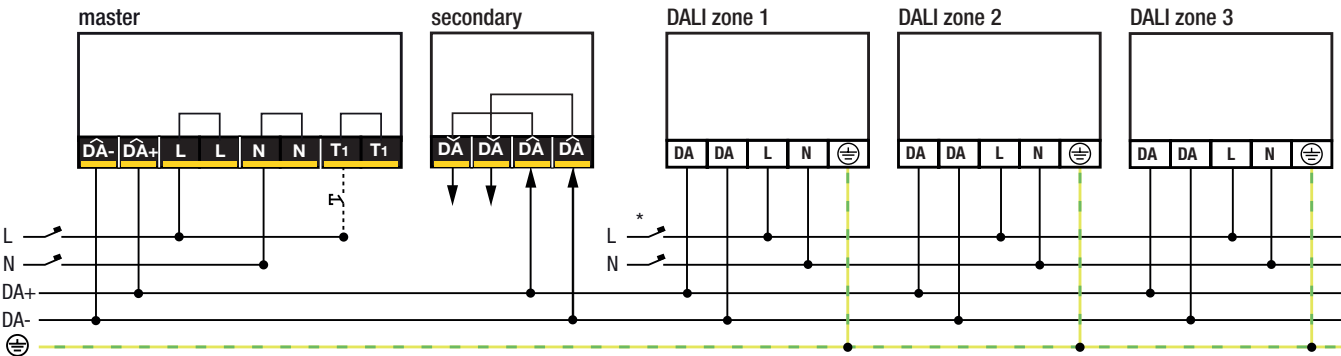 master secondary DALI zone 1 DALI zone 2 DALI zone 3
DA- DA+ L L N N T1 T1 DA DA DA DA DA DA L N DA DA L N DA DA L N
L * L
N N
DA+
DA-